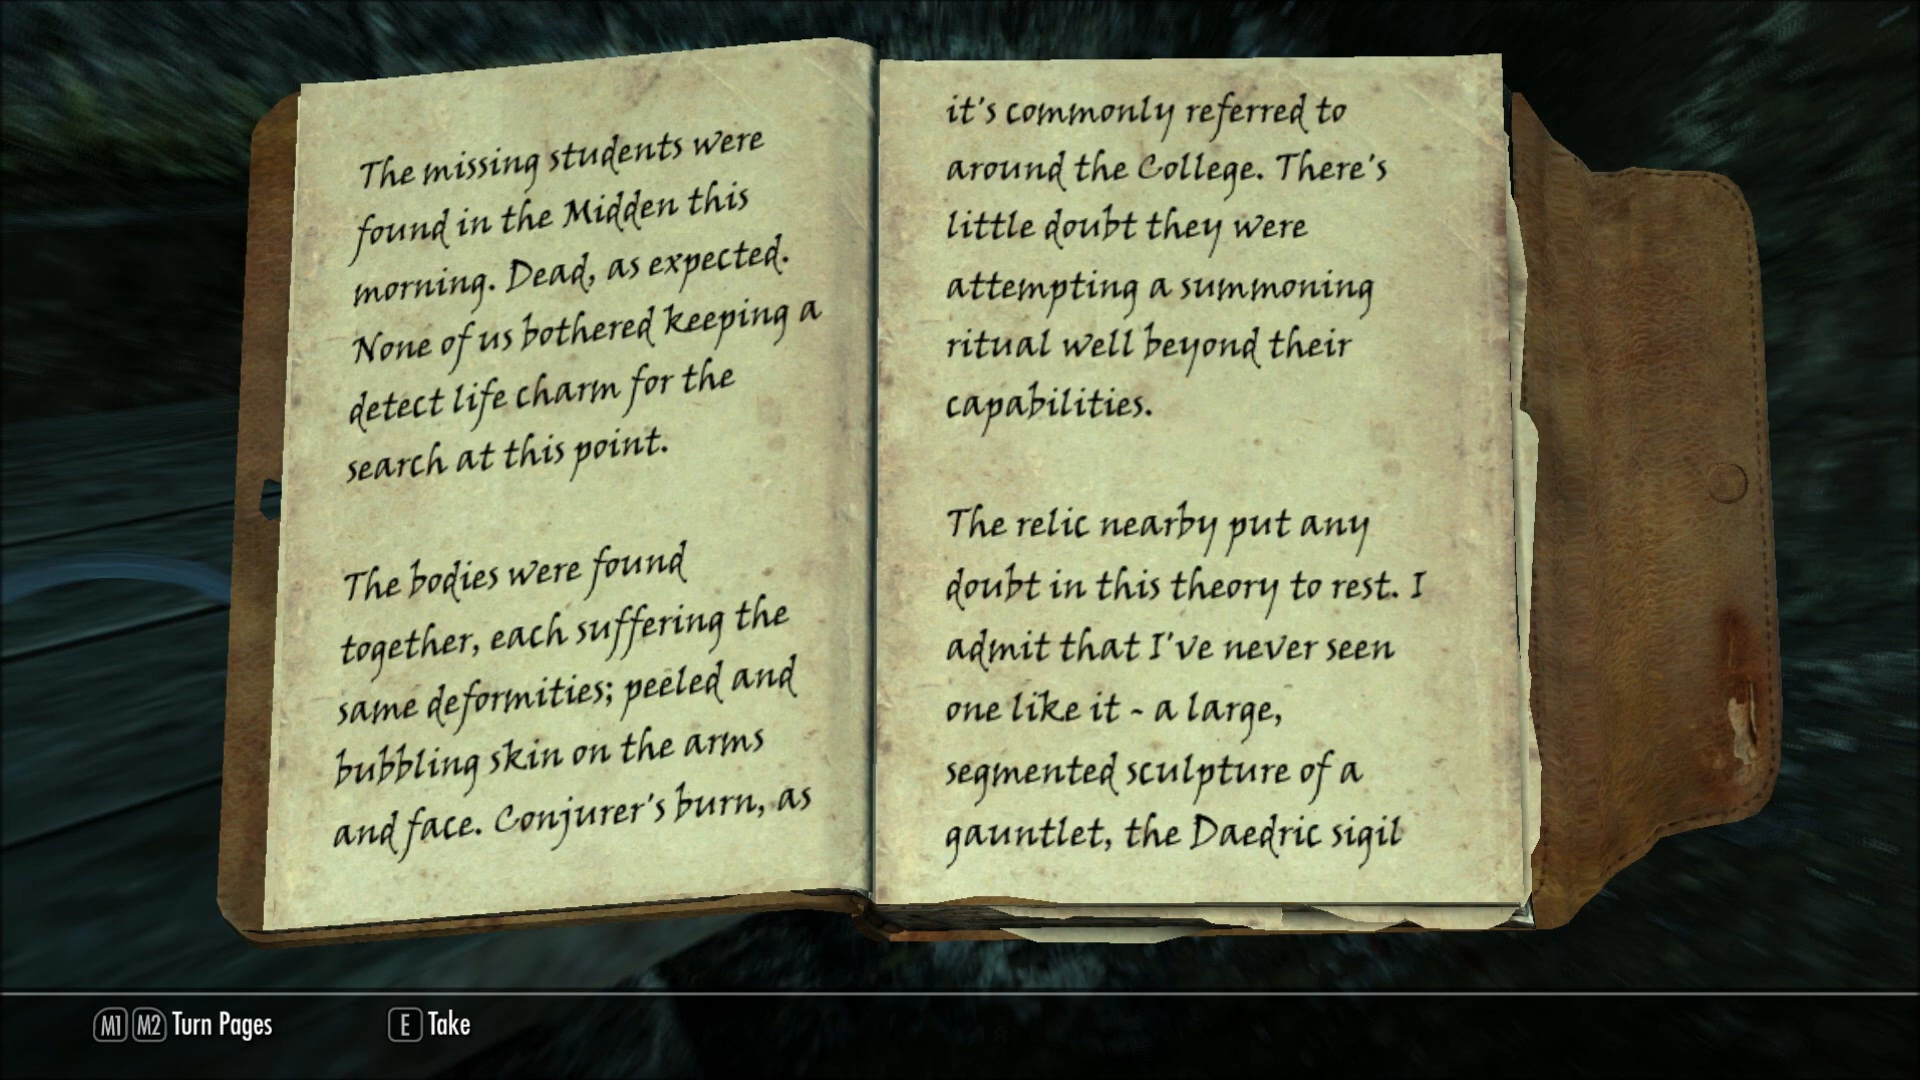 The missing students were
found in the Midden this
morning. Dead, as expected.
None of us bothered keeping a
detect life charm for the
search at this point.
The bodies were found
together, each suffering the
same deformities; peeled and
bubbling skin on the arms
and face. Conjurer's burn, as
it's commonly referred to
around the College. There's
little doubt they were
attempting a summoning
ritual well beyond their
capabilities.
The relic nearby put any
doubt in this theory to rest. I
admit that I've never seen
one like it - a large,
segmented sculpture of a
gauntlet, the Daedric sigil
M1 M2 Turn Pages
E Take